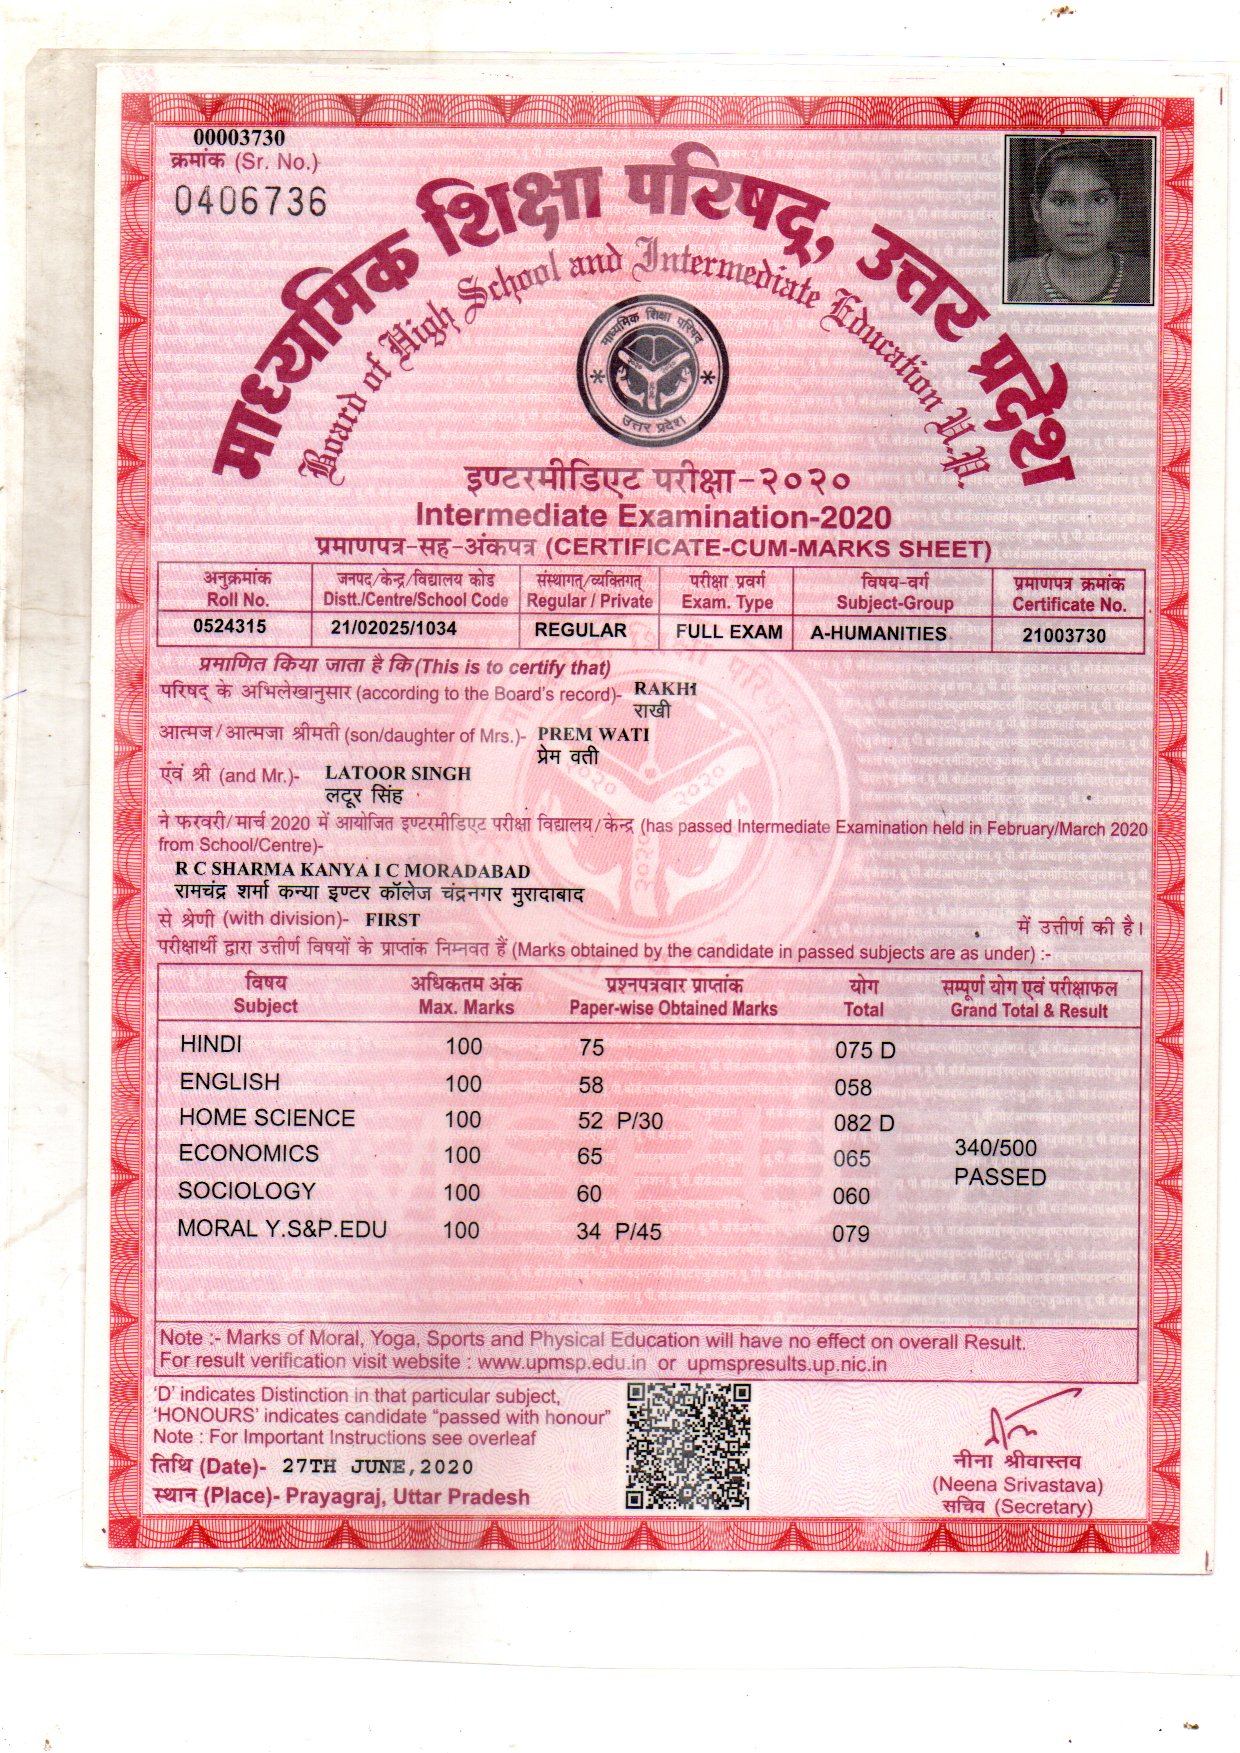 00003730
क्रमांक (Sr. No.)
0406736
माध्यमिक शिक्षा परिषद्, उत्तर प्रदेश
Board of High School and Intermediate Education U.P.
माध्यमिक शिक्षा परिषद्
उत्तर प्रदेश
इण्टरमीडिएट परीक्षा-२०२०
Intermediate Examination-2020
प्रमाणपत्र-सह-अंकपत्र (CERTIFICATE-CUM-MARKS SHEET)
अनुक्रमांक जनपद/केन्द्र/विद्यालय कोड संस्थागत्/व्यक्तिगत् परीक्षा प्रवर्ग विषय-वर्ग प्रमाणपत्र क्रमांक
Roll No. Distt./Centre/School Code Regular / Private Exam. Type Subject-Group Certificate No.
0524315 21/02025/1034 REGULAR FULL EXAM A-HUMANITIES 21003730
प्रमाणित किया जाता है कि (This is to certify that)
परिषद् के अभिलेखानुसार (according to the Board's record)- RAKHI
राखी
आत्मज/आत्मजा श्रीमती (son/daughter of Mrs.)- PREM WATI
प्रेम वती
एवं श्री (and Mr.)- LATOOR SINGH
लटूर सिंह
ने फरवरी/मार्च 2020 में आयोजित इण्टरमीडिएट परीक्षा विद्यालय/केन्द्र (has passed Intermediate Examination held in February/March 2020
from School/Centre)-
R C SHARMA KANYA I C MORADABAD
रामचंद्र शर्मा कन्या इण्टर कॉलेज चंद्रनगर मुरादाबाद
से श्रेणी (with division)- FIRST में उत्तीर्ण की है।
परीक्षार्थी द्वारा उत्तीर्ण विषयों के प्राप्तांक निम्नवत हैं (Marks obtained by the candidate in passed subjects are as under) :-
विषय अधिकतम अंक प्रश्नपत्रवार प्राप्तांक योग सम्पूर्ण योग एवं परीक्षाफल
Subject Max. Marks Paper-wise Obtained Marks Total Grand Total & Result
HINDI 100 75 075 D
ENGLISH 100 58 058
HOME SCIENCE 100 52 P/30 082 D
ECONOMICS 100 65 065 340/500
PASSED
SOCIOLOGY 100 60 060
MORAL Y.S&P.EDU 100 34 P/45 079
Note :- Marks of Moral, Yoga, Sports and Physical Education will have no effect on overall Result.
For result verification visit website : www.upmsp.edu.in or upmspresults.up.nic.in
'D' indicates Distinction in that particular subject,
'HONOURS' indicates candidate "passed with honour"
Note : For Important Instructions see overleaf
तिथि (Date)- 27TH JUNE,2020
स्थान (Place)- Prayagraj, Uttar Pradesh
नीना श्रीवास्तव
(Neena Srivastava)
सचिव (Secretary)